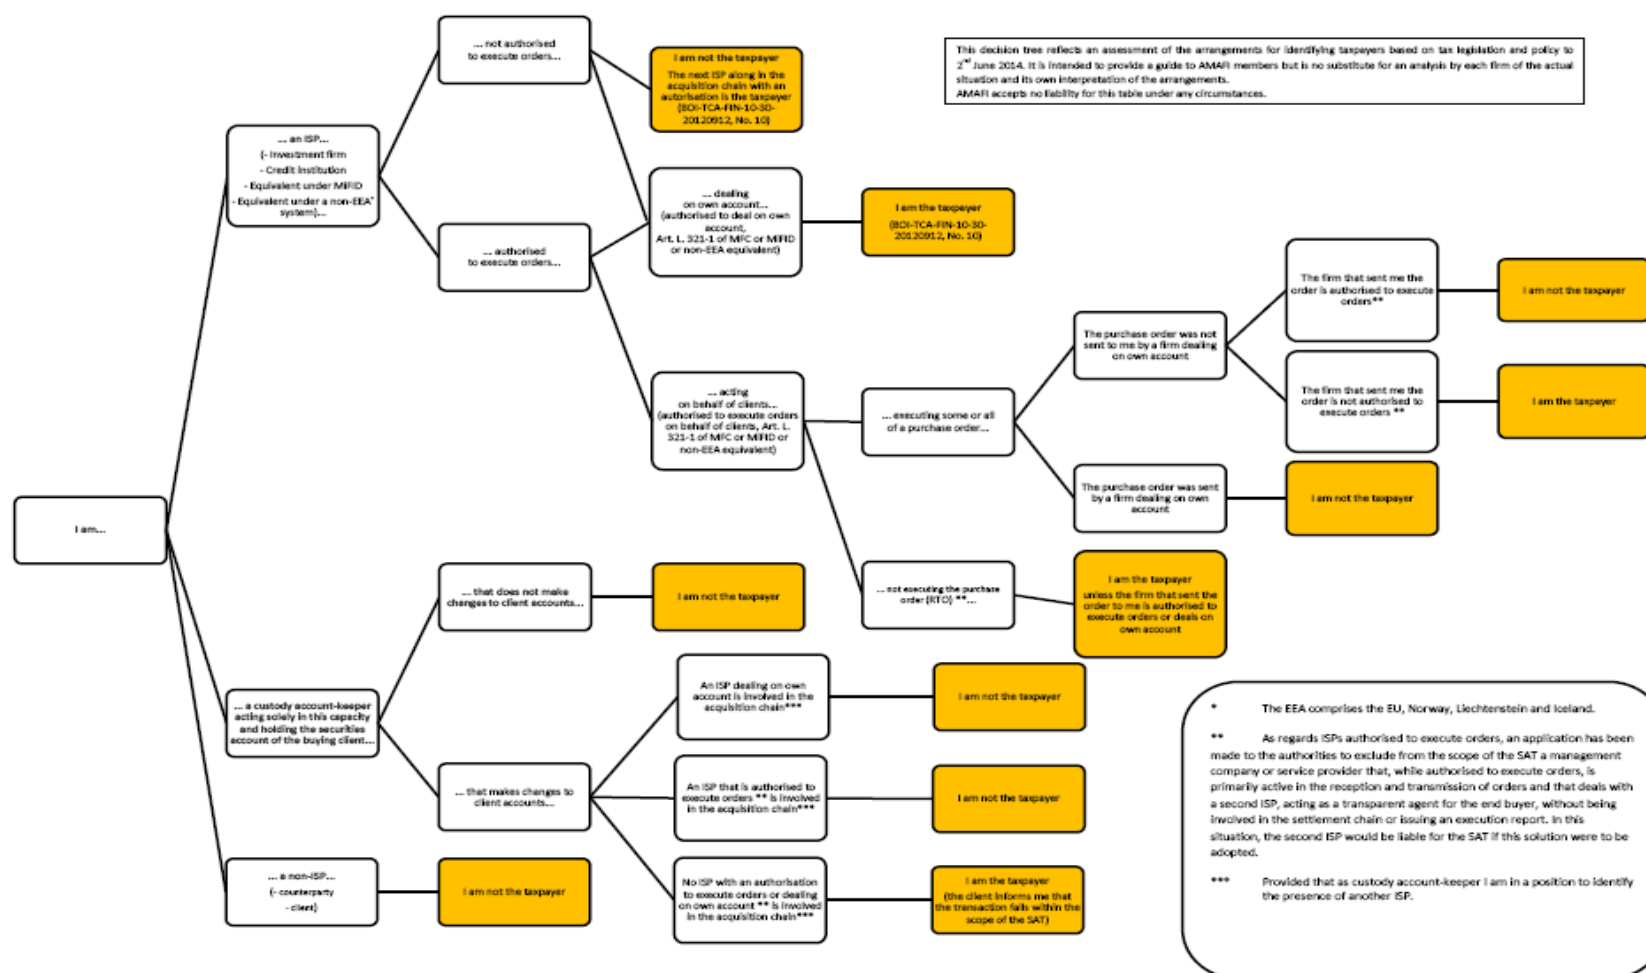 ... not authorised
to execute orders...
I am not the taxpayer
The next ISP along in the
acquisition chain with an
autorisation is the taxpayer
(BOI-TCA-FIN-10-30-
20120912, No. 10)
This decision tree reflects an assessment of the arrangements for identifying taxpayers based on tax legislation and policy to
2nd June 2014. It is intended to provide a guide to AMAFI members but is no substitute for an analysis by each firm of the actual
situation and its own interpretation of the arrangements.
AMAFI accepts no liability for this table under any circumstances.
... an ISP...
(- Investment firm
- Credit institution
- Equivalent under MiFID
- Equivalent under a non-EEA*
system)...
... authorised
to execute orders...
... dealing
on own account...
(authorised to deal on own
account,
Art. L. 321-1 of MFC or MiFID
or non-EEA equivalent)
I am the taxpayer
(BOI-TCA-FIN-10-30-
20120912, No. 10)
... acting
on behalf of clients...
(authorised to execute orders
on behalf of clients, Art. L.
321-1 of MFC or MiFID or
non-EEA equivalent)
... executing some or all
of a purchase order...
The purchase order was not
sent to me by a firm dealing
on own account
The firm that sent me the
order is authorised to execute
orders**
I am not the taxpayer
The firm that sent me the
order is not authorised to
execute orders **
I am the taxpayer
The purchase order was sent
by a firm dealing on own
account
I am not the taxpayer
... not executing the purchase
order (RTO) **...
I am the taxpayer
unless the firm that sent the
order to me is authorised to
execute orders or deals on
own account
I am...
... a custody account-keeper
acting solely in this capacity
and holding the securities
account of the buying client...
... that does not make
changes to client accounts...
I am not the taxpayer
... that makes changes to
client accounts...
An ISP dealing on own
account is involved in the
acquisition chain***
I am not the taxpayer
An ISP that is authorised to
execute orders ** is involved
in the acquisition chain***
I am not the taxpayer
No ISP with an authorisation
to execute orders or dealing
on own account ** is involved
in the acquisition chain***
I am the taxpayer
(the client informs me that
the transaction falls within the
scope of the SAT)
... a non-ISP...
(- counterparty
- client)
I am not the taxpayer
* The EEA comprises the EU, Norway, Liechtenstein and Iceland.
** As regards ISPs authorised to execute orders, an application has been
made to the authorities to exclude from the scope of the SAT a management
company or service provider that, while authorised to execute orders, is
primarily active in the reception and transmission of orders and that deals with
a second ISP, acting as a transparent agent for the end buyer, without being
involved in the settlement chain or issuing an execution report. In this
situation, the second ISP would be liable for the SAT if this solution were to be
adopted.
*** Provided that as custody account-keeper I am in a position to identify
the presence of another ISP.